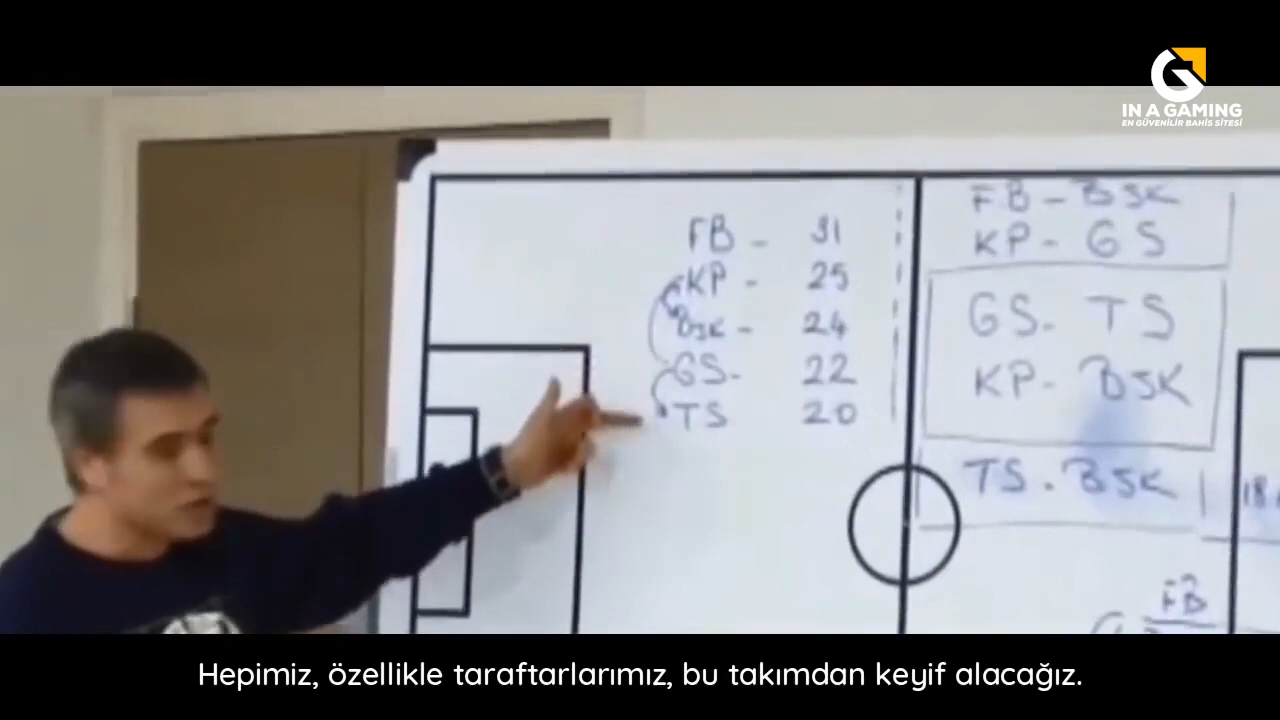 IN A GAMING
EN GÜVENİLİR BAHİS SİTESİ
FB - 31
KP - 25
BJK - 24
GS - 22
TS 20
FB - BJK
KP - GS
GS - TS
KP - BJK
TS . BJK
18
FB
Hepimiz, özellikle taraftarlarımız, bu takımdan keyif alacağız.